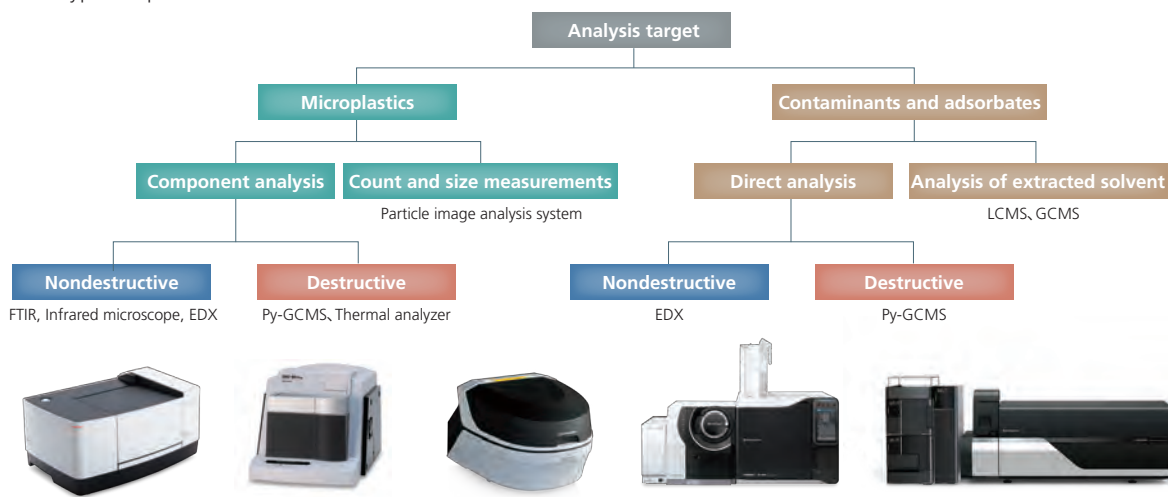 Analysis target
Microplastics
Contaminants and adsorbates
Component analysis
Count and size measurements
Direct analysis
Analysis of extracted solvent
Particle image analysis system
LCMS、GCMS
Nondestructive
Destructive
Nondestructive
Destructive
FTIR, Infrared microscope, EDX
Py-GCMS、Thermal analyzer
EDX
Py-GCMS